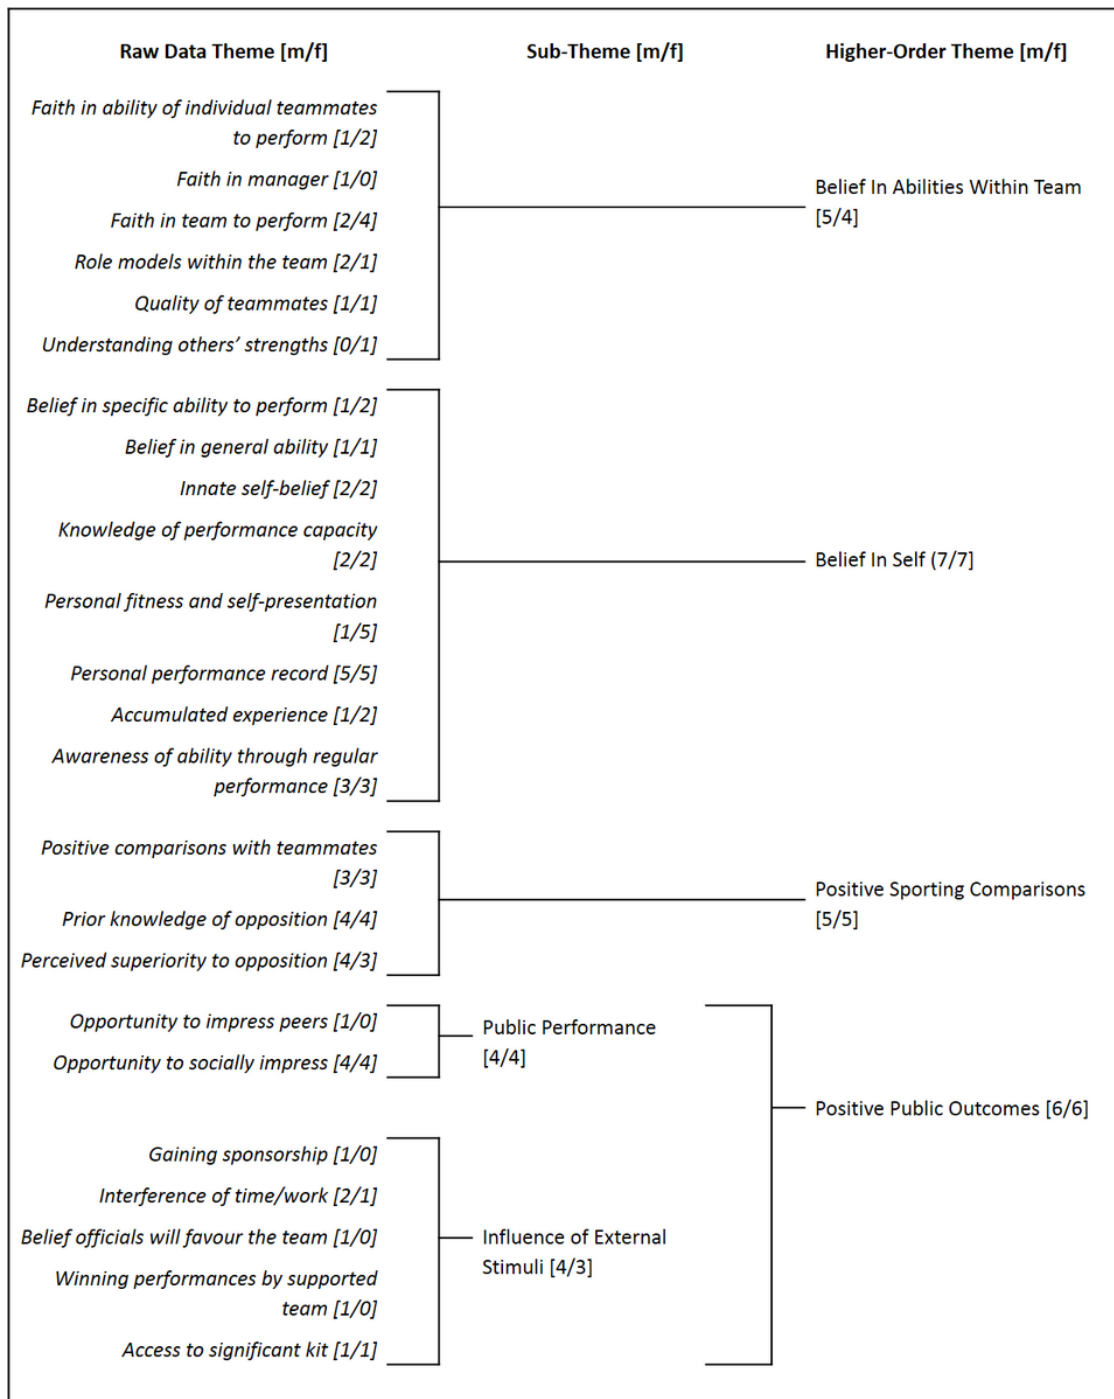 Raw Data Theme [m/f]
Sub-Theme [m/f]
Higher-Order Theme [m/f]
Faith in ability of individual teammates
to perform [1/2]
Faith in manager [1/0]
Faith in team to perform [2/4]
Role models within the team [2/1]
Quality of teammates [1/1]
Understanding others’ strengths [0/1]
Belief In Abilities Within Team
[5/4]
Belief in specific ability to perform [1/2]
Belief in general ability [1/1]
Innate self-belief [2/2]
Knowledge of performance capacity
[2/2]
Personal fitness and self-presentation
[1/5]
Personal performance record [5/5]
Accumulated experience [1/2]
Awareness of ability through regular
performance [3/3]
Belief In Self (7/7]
Positive comparisons with teammates
[3/3]
Prior knowledge of opposition [4/4]
Perceived superiority to opposition [4/3]
Positive Sporting Comparisons
[5/5]
Opportunity to impress peers [1/0]
Opportunity to socially impress [4/4]
Public Performance
[4/4]
Gaining sponsorship [1/0]
Interference of time/work [2/1]
Belief officials will favour the team [1/0]
Winning performances by supported
team [1/0]
Access to significant kit [1/1]
Influence of External
Stimuli [4/3]
Positive Public Outcomes [6/6]